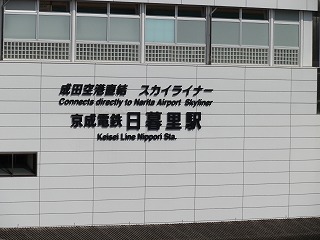 成田空港直結 スカイライナー
Connects directly to Narita Airport Skyliner
京成電鉄 日暮里駅
Keisei Line Nippori Sta.